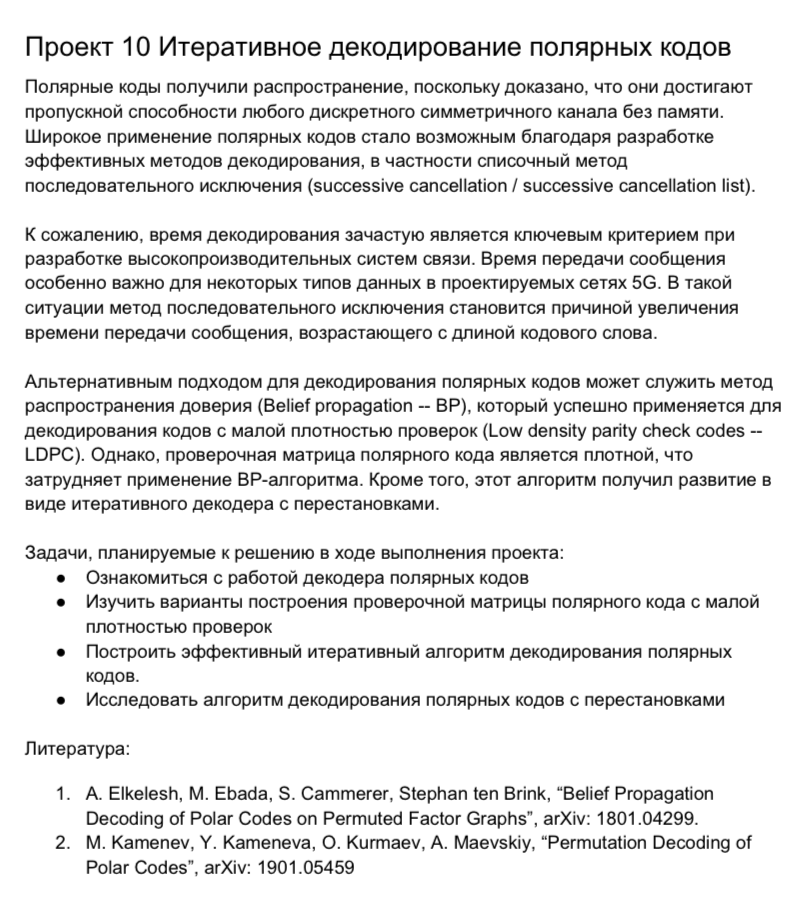 Проект 10 Итеративное декодирование полярных кодов
Полярные коды получили распространение, поскольку доказано, что они достигают
пропускной способности любого дискретного симметричного канала без памяти.
Широкое применение полярных кодов стало возможным благодаря разработке
эффективных методов декодирования, в частности списочный метод
последовательного исключения (successive cancellation / successive cancellation list).
К сожалению, время декодирования зачастую является ключевым критерием при
разработке высокопроизводительных систем связи. Время передачи сообщения
особенно важно для некоторых типов данных в проектируемых сетях 5G. В такой
ситуации метод последовательного исключения становится причиной увеличения
времени передачи сообщения, возрастающего с длиной кодового слова.
Альтернативным подходом для декодирования полярных кодов может служить метод
распространения доверия (Belief propagation -- BP), который успешно применяется для
декодирования кодов с малой плотностью проверок (Low density parity check codes --
LDPC). Однако, проверочная матрица полярного кода является плотной, что
затрудняет применение BP-алгоритма. Кроме того, этот алгоритм получил развитие в
виде итеративного декодера с перестановками.
Задачи, планируемые к решению в ходе выполнения проекта:
● Ознакомиться с работой декодера полярных кодов
● Изучить варианты построения проверочной матрицы полярного кода с малой
плотностью проверок
● Построить эффективный итеративный алгоритм декодирования полярных
кодов.
● Исследовать алгоритм декодирования полярных кодов с перестановками
Литература:
1. A. Elkelesh, M. Ebada, S. Cammerer, Stephan ten Brink, “Belief Propagation
Decoding of Polar Codes on Permuted Factor Graphs”, arXiv: 1801.04299.
2. M. Kamenev, Y. Kameneva, O. Kurmaev, A. Maevskiy, “Permutation Decoding of
Polar Codes”, arXiv: 1901.05459